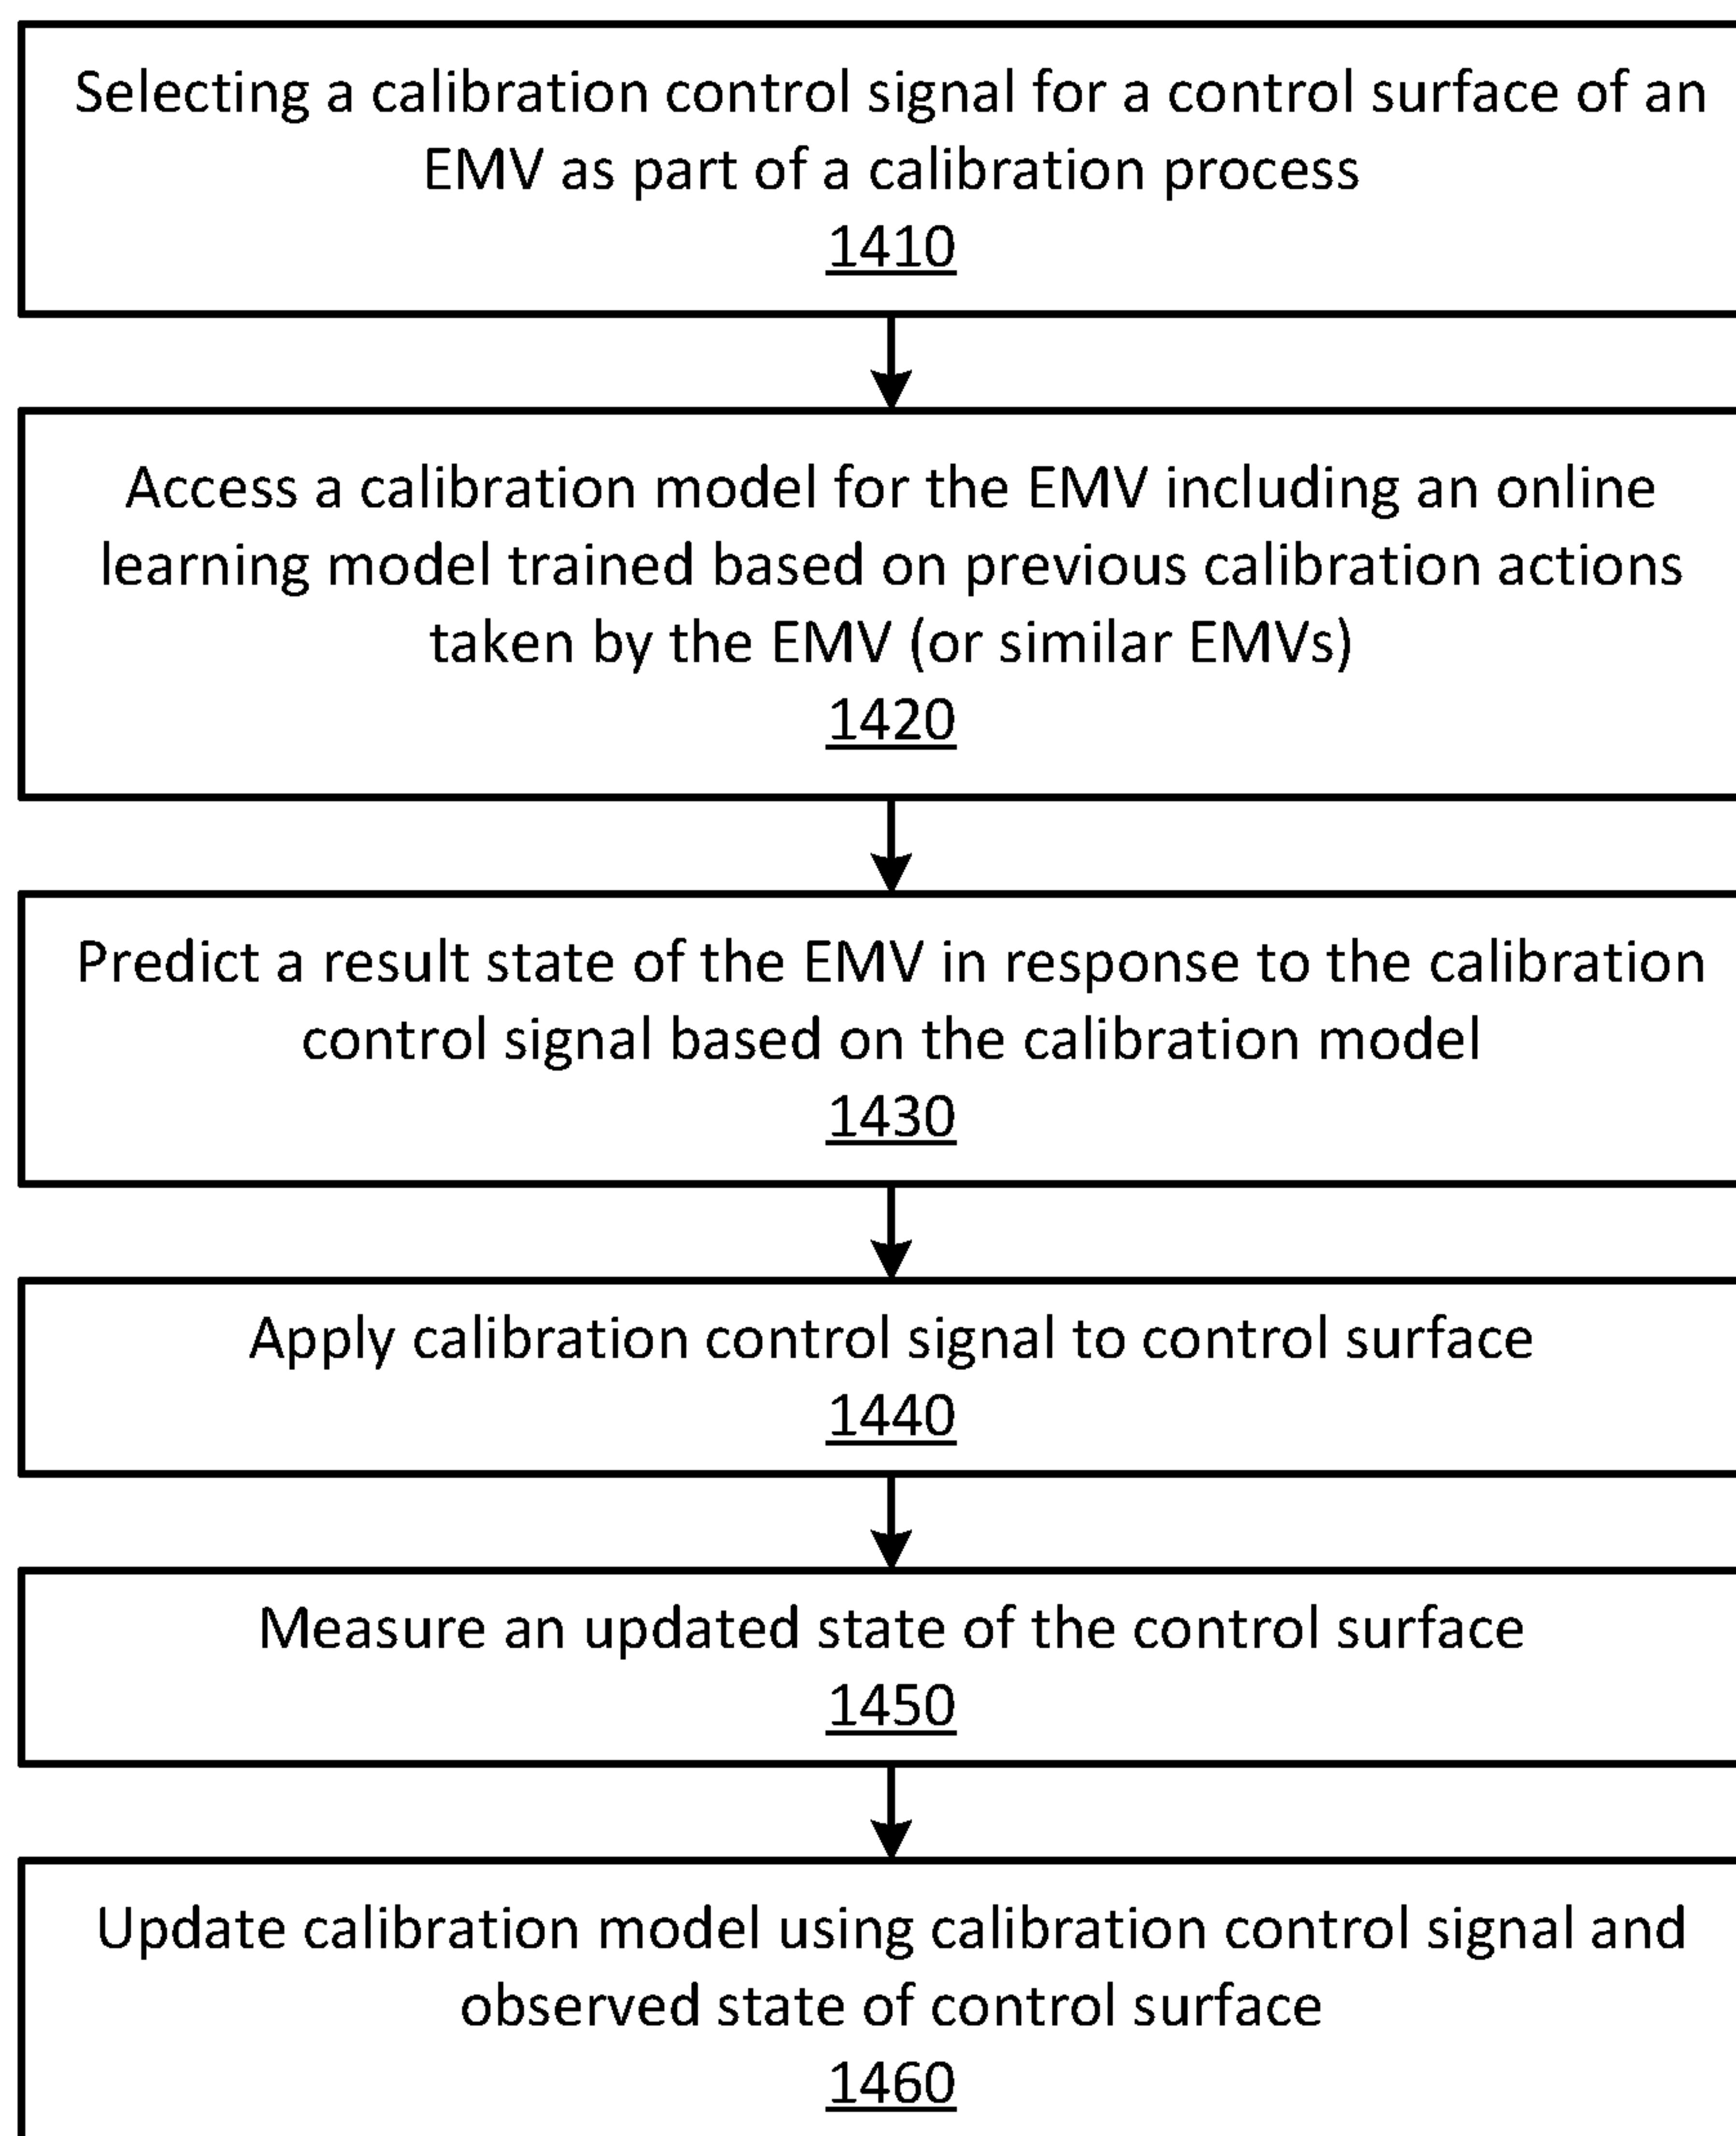 Selecting a calibration control signal for a control surface of an
EMV as part of a calibration process
1410
Access a calibration model for the EMV including an online
learning model trained based on previous calibration actions
taken by the EMV (or similar EMVs)
1420
Predict a result state of the EMV in response to the calibration
control signal based on the calibration model
1430
Apply calibration control signal to control surface
1440
Measure an updated state of the control surface
1450
Update calibration model using calibration control signal and
observed state of control surface
1460